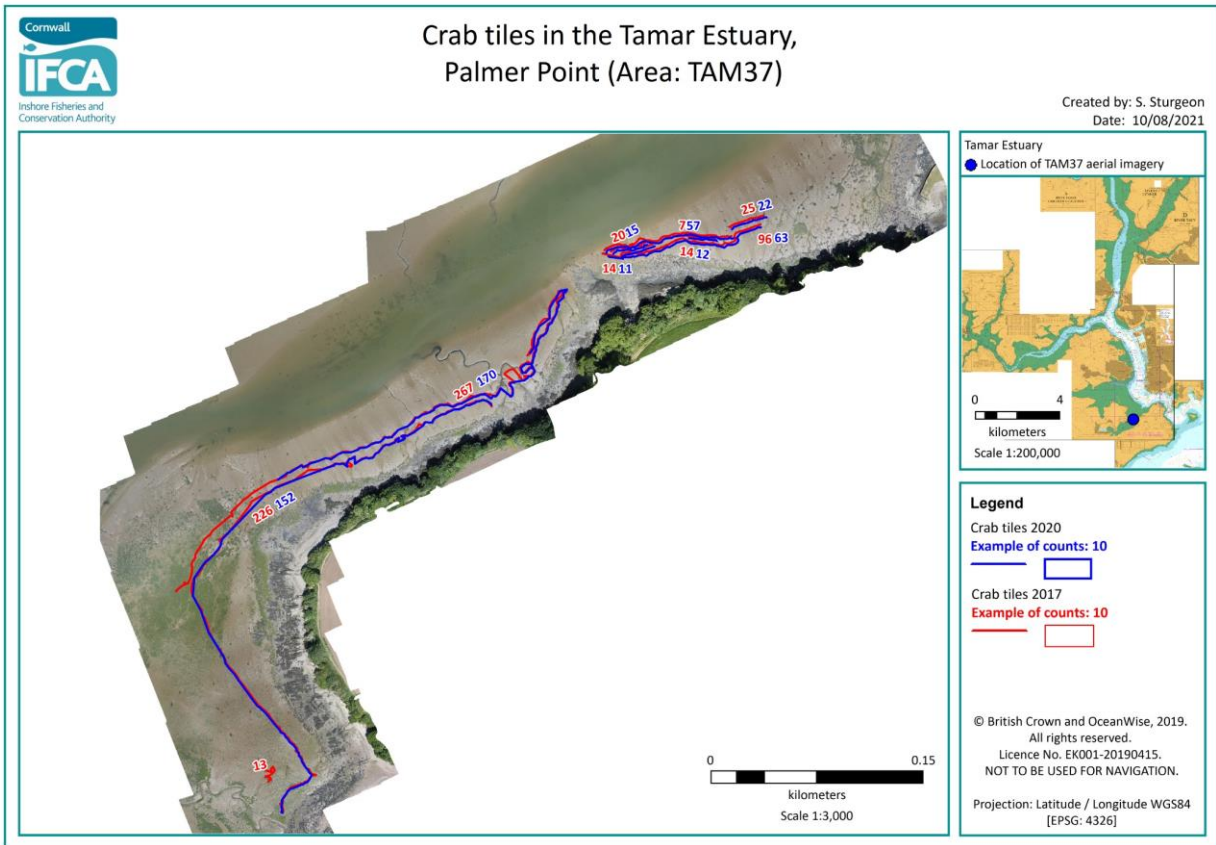 Cornwall
IFCA
Inshore Fisheries and
Conservation Authority
Crab tiles in the Tamar Estuary,
Palmer Point (Area: TAM37)
Created by: S. Sturgeon
Date: 10/08/2021
25 22
757
2015
96 63
14 12
14 11
267 170
226 152
13
0 0.15
kilometers
Scale 1:3,000
Tamar Estuary
Location of TAM37 aerial imagery
0 4
kilometers
Scale 1:200,000
Legend
Crab tiles 2020
Example of counts: 10
Crab tiles 2017
Example of counts: 10
© British Crown and OceanWise, 2019.
All rights reserved.
Licence No. EK001-20190415.
NOT TO BE USED FOR NAVIGATION.
Projection: Latitude / Longitude WGS84
[EPSG: 4326]